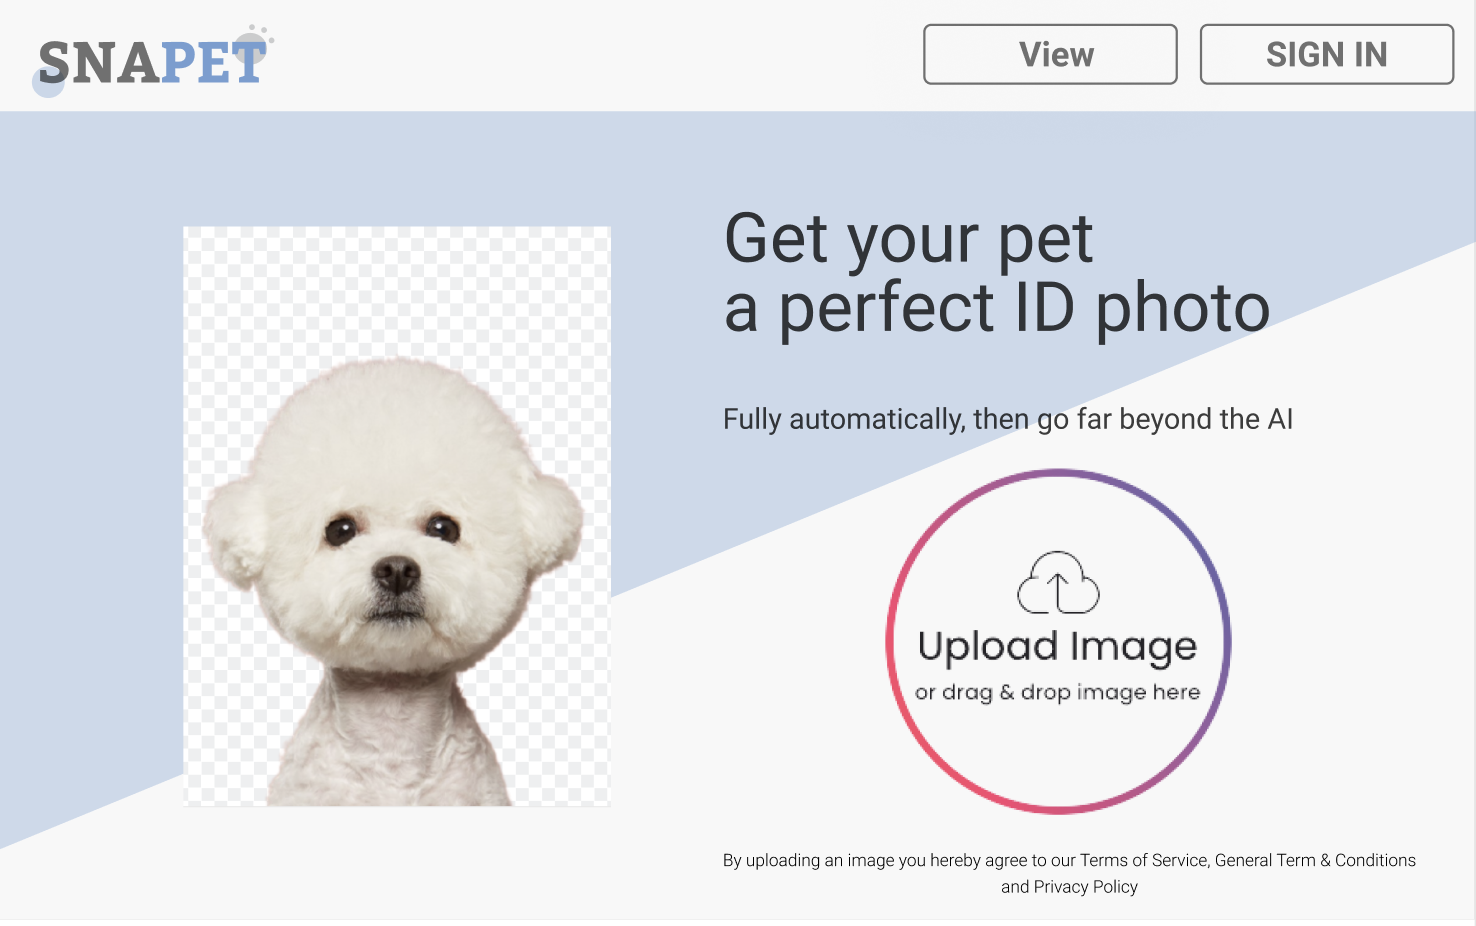 SNAPET
View
SIGN IN
Get your pet
a perfect ID photo
Fully automatically, then go far beyond the AI
Upload Image
or drag & drop image here
By uploading an image you hereby agree to our Terms of Service, General Term & Conditions
and Privacy Policy